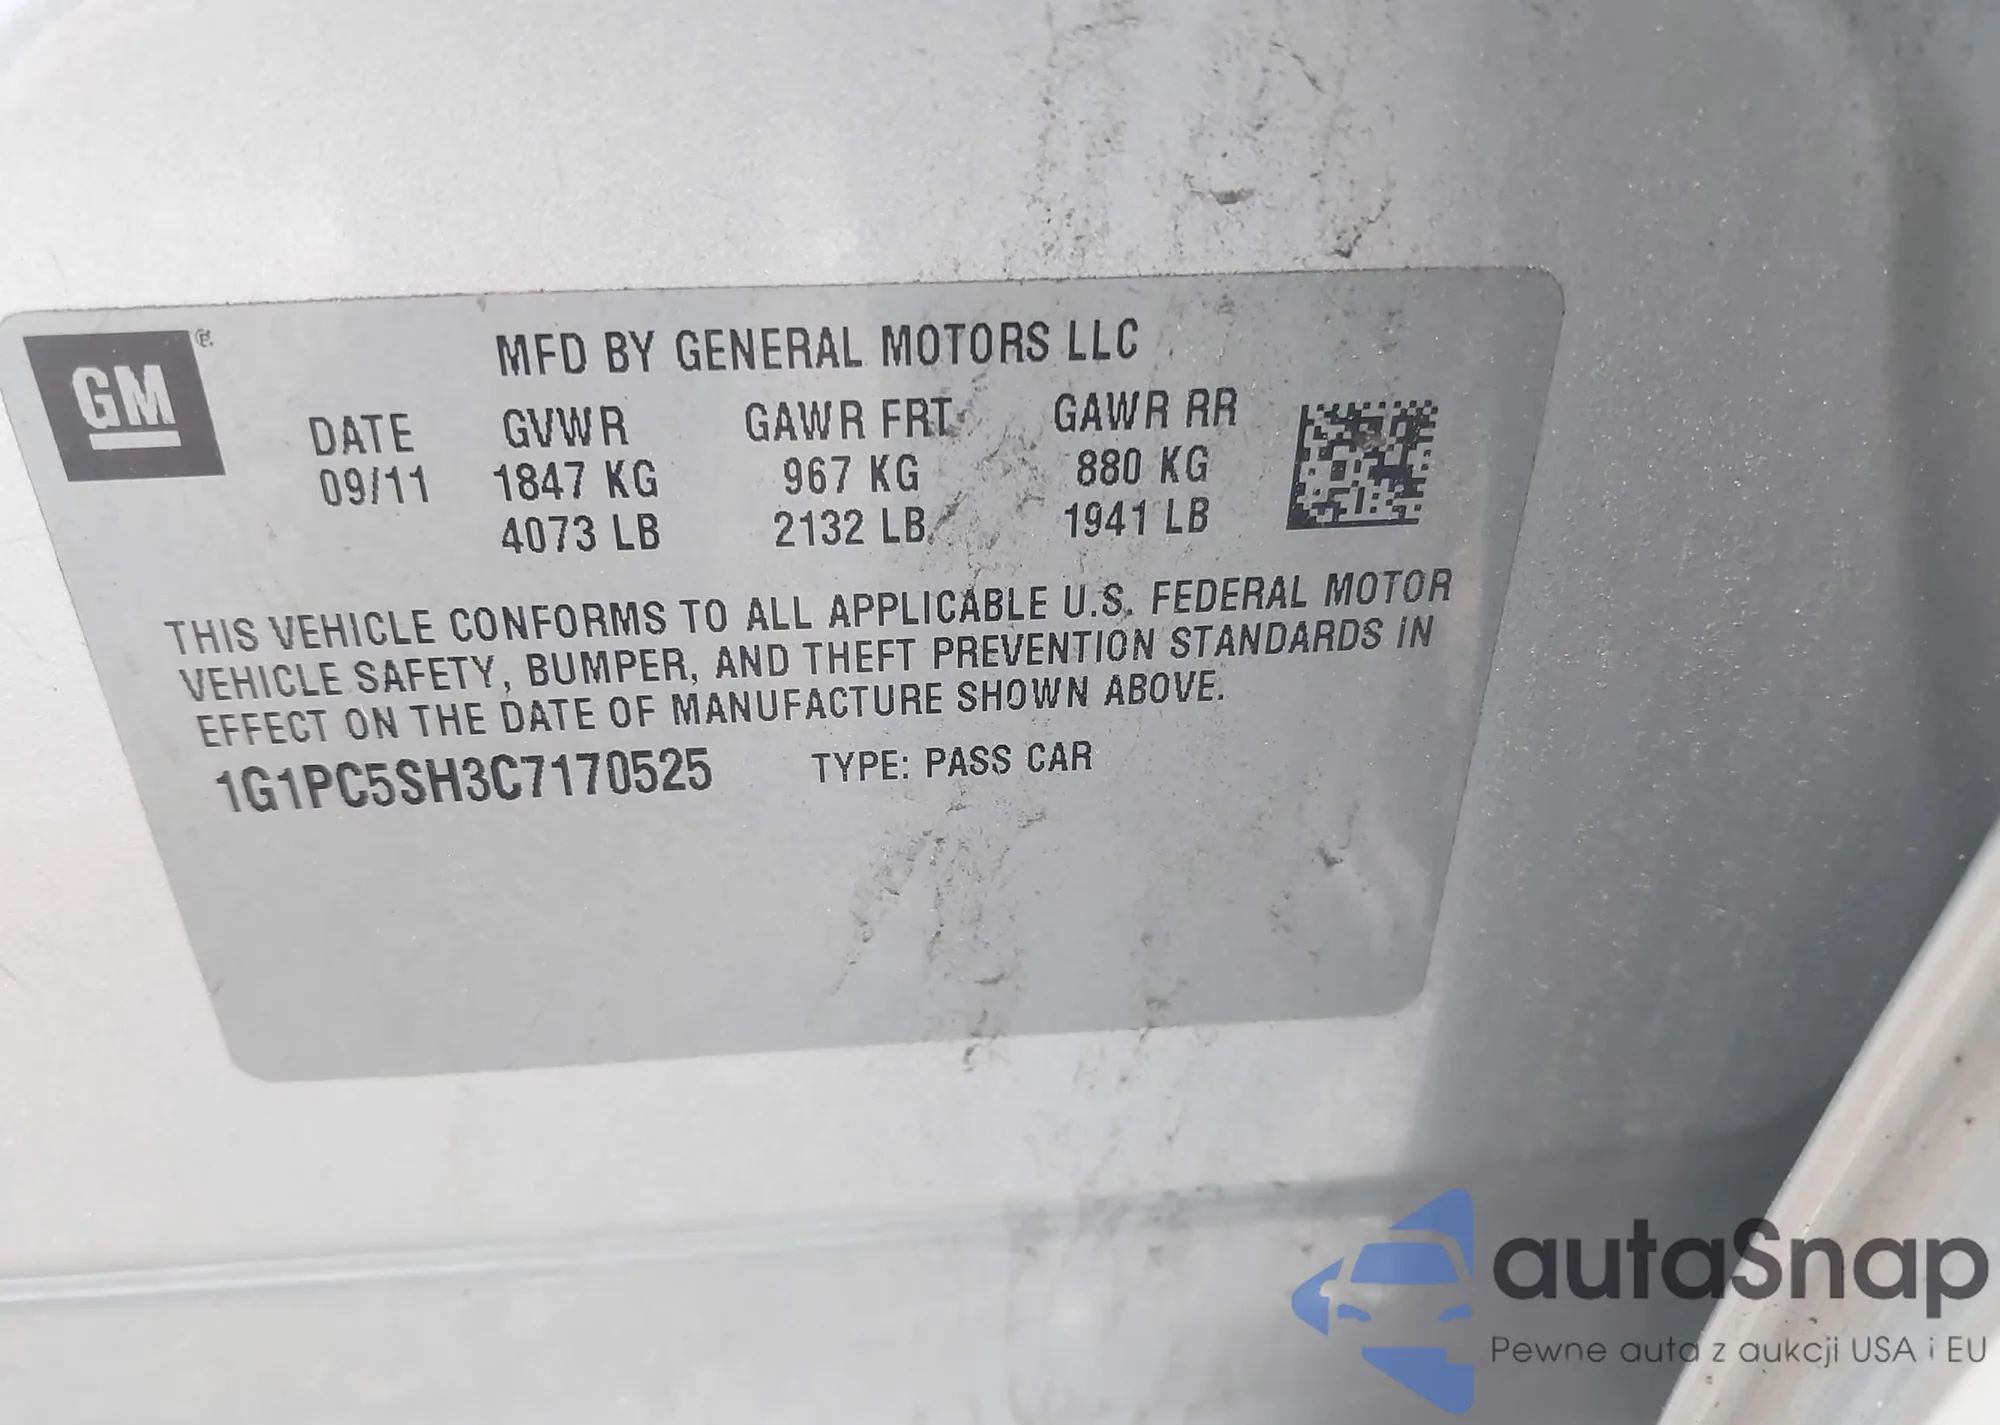 GM ®
MFD BY GENERAL MOTORS LLC
DATE GVWR GAWR FRT GAWR RR
09/11 1847 KG 967 KG 880 KG
4073 LB 2132 LB 1941 LB
THIS VEHICLE CONFORMS TO ALL APPLICABLE U.S. FEDERAL MOTOR
VEHICLE SAFETY, BUMPER, AND THEFT PREVENTION STANDARDS IN
EFFECT ON THE DATE OF MANUFACTURE SHOWN ABOVE.
1G1PC5SH3C7170525 TYPE: PASS CAR
autaSnap
Pewne auta z aukcji USA i EU